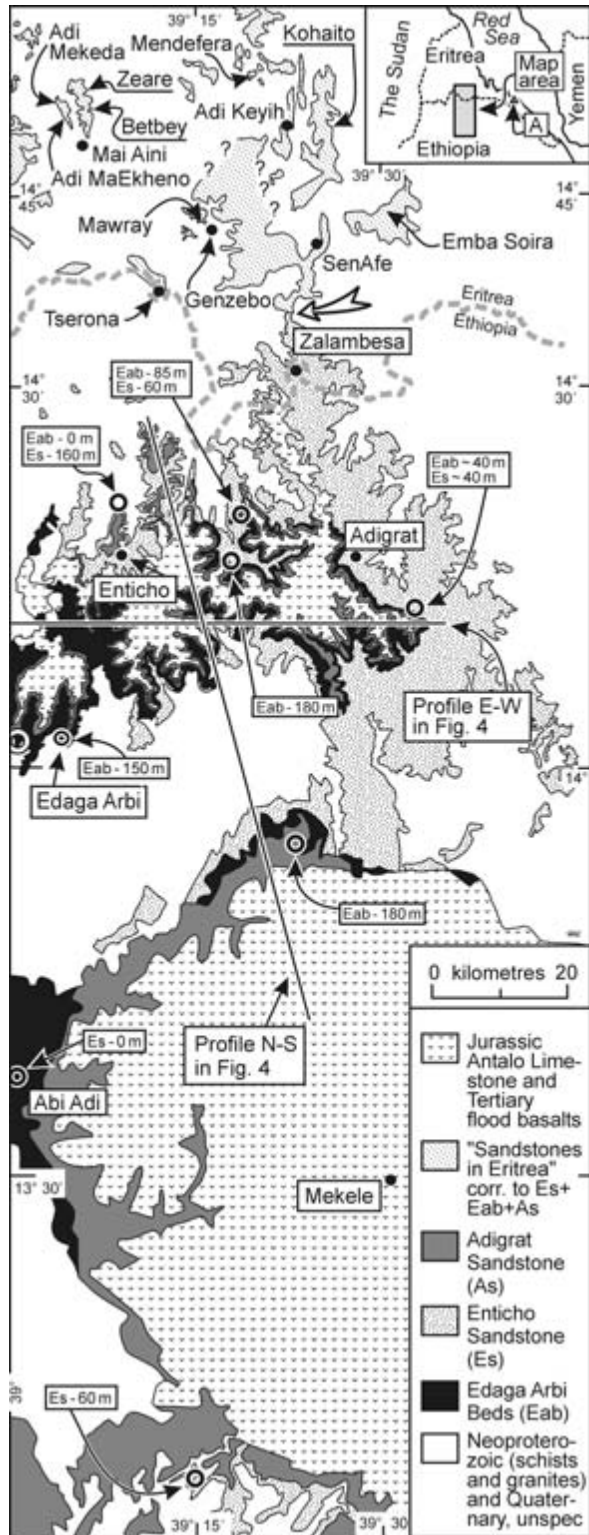 Adi
Mekeda
39° 15'
Mendefera
Kohaito
Zeare
Adi Keyih
Betbey
Mai Aini
Adi MaEkheno
The Sudan
Red
Sea
Eritrea
Map
area
Yemen
A
Ethiopia
39° 30'
14°
45'
14°
45'
? ? ? ? ? ?
Mawray
Genzebo
SenAfe
Emba Soira
Tserona
Eritrea
Ethiopia
Zalambesa
14°
30'
14°
30'
Eab - 85 m
Es - 60 m
Eab - 0 m
Es - 160 m
Eab ~ 40 m
Es ~ 40 m
Adigrat
Enticho
Eab - 180 m
Profile E-W
in Fig. 4
Eab - 150 m
Edaga Arbi
14°
Eab - 180 m
Profile N-S
in Fig. 4
Es - 0 m
Abi Adi
13° 30'
Mekele
39°
Es - 60 m
39° 15'
39° 30
0 kilometres 20
Jurassic
Antalo Lime-
stone and
Tertiary
flood basalts
"Sandstones
in Eritrea"
corr. to Es+
Eab+As
Adigrat
Sandstone
(As)
Enticho
Sandstone
(Es)
Edaga Arbi
Beds (Eab)
Neoprotero-
zoic (schists
and granites)
and Quater-
nary, unspec